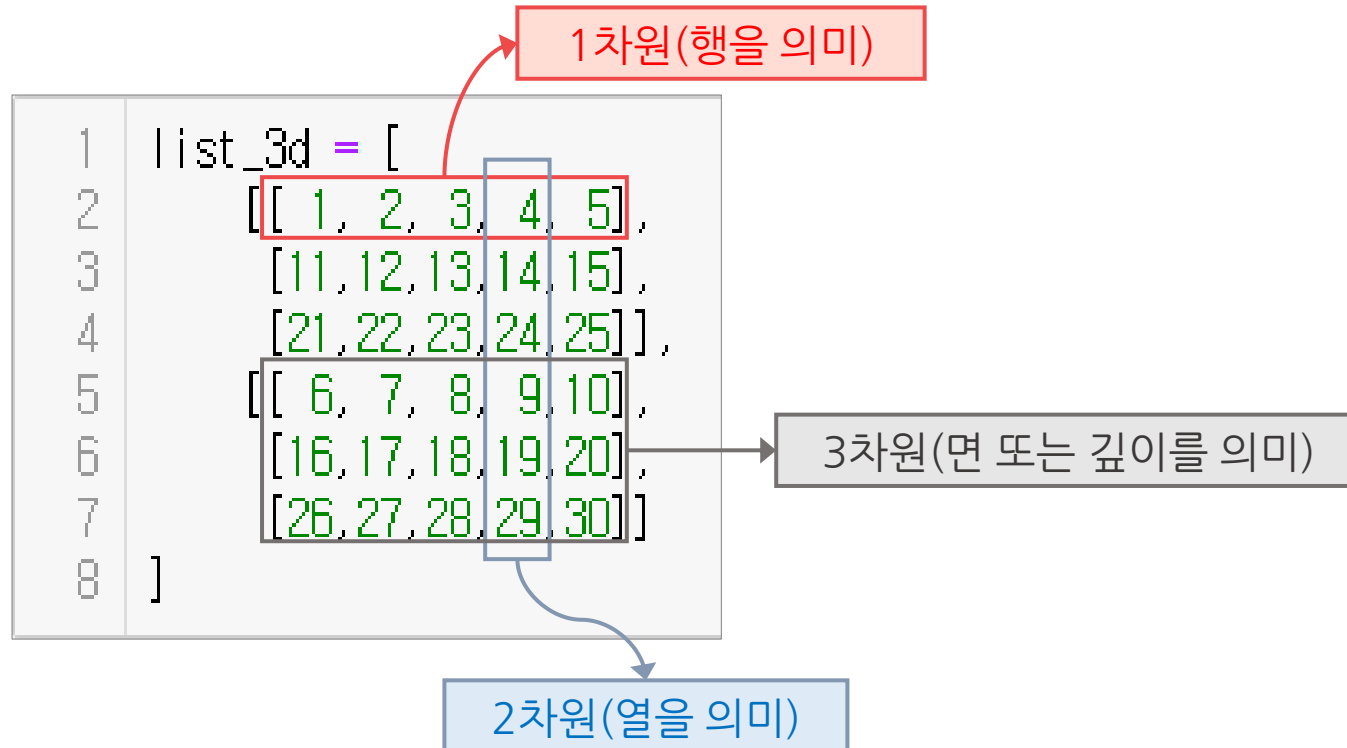 1차원(행을 의미)
1 list_3d = [
2     [[ 1, 2, 3, 4, 5],
3      [11,12,13,14,15],
4      [21,22,23,24,25]],
5     [[ 6, 7, 8, 9,10],
6      [16,17,18,19,20],
7      [26,27,28,29,30]]
8 ]
3차원(면 또는 깊이를 의미)
2차원(열을 의미)